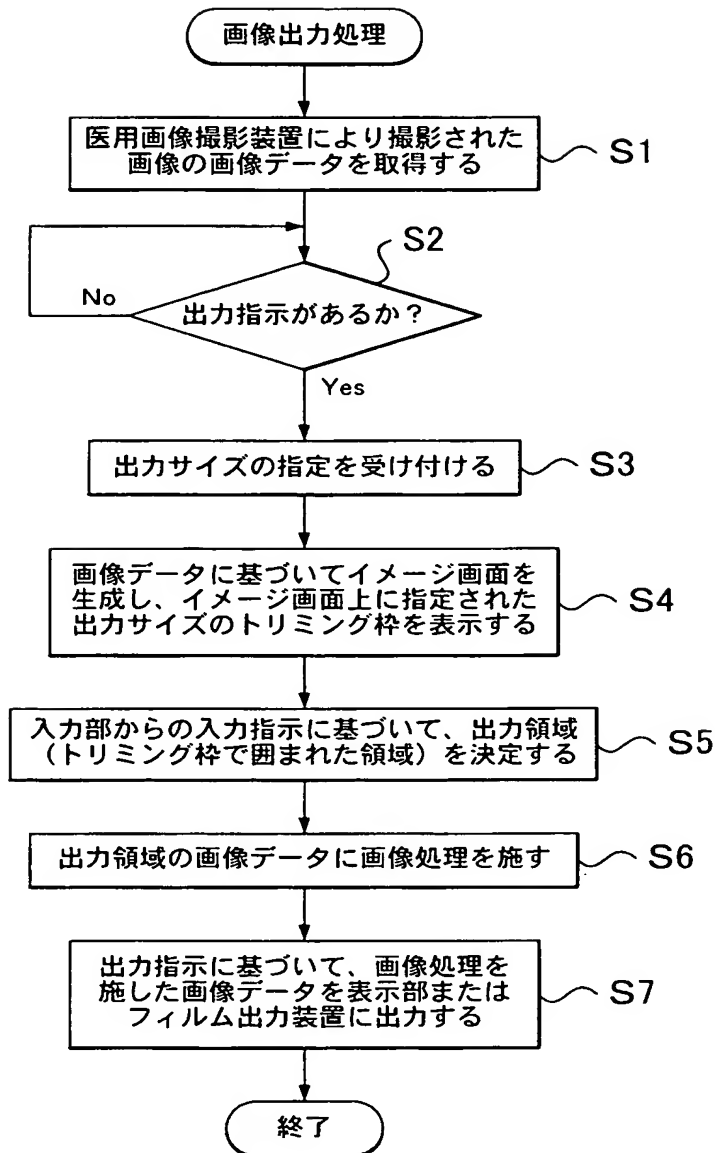 画像出力処理
医用画像撮影装置により撮影された
画像の画像データを取得する
S1
S2
No
出力指示があるか？
Yes
出力サイズの指定を受け付ける
S3
画像データに基づいてイメージ画面を
生成し、イメージ画面上に指定された
出力サイズのトリミング枠を表示する
S4
入力部からの入力指示に基づいて、出力領域
（トリミング枠で囲まれた領域）を決定する
S5
出力領域の画像データに画像処理を施す
S6
出力指示に基づいて、画像処理を
施した画像データを表示部または
フィルム出力装置に出力する
S7
終了